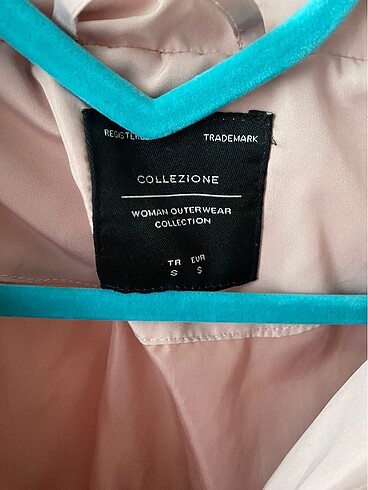 TRADEMARK
COLLEZIONE
WOMAN OUTERWEAR
COLLECTION
TR EUR
S S